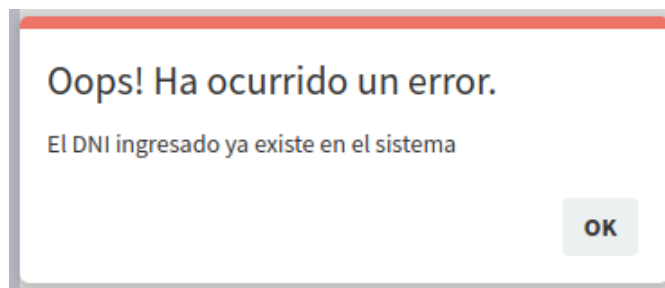 Oops! Ha ocurrido un error.
El DNI ingresado ya existe en el sistema
OK